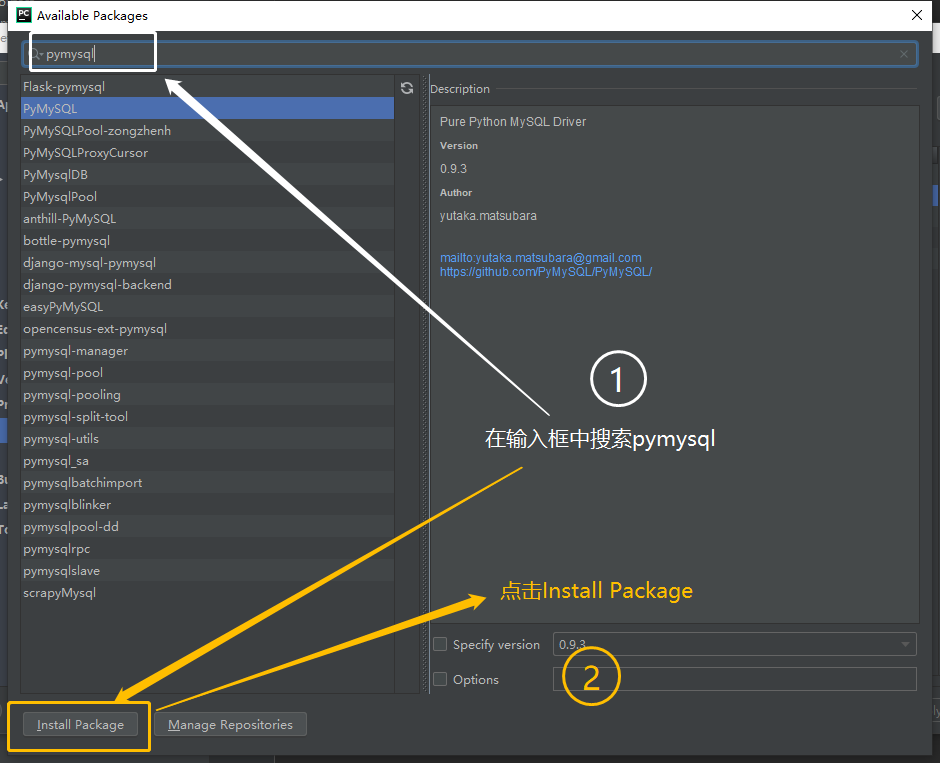 PC Available Packages
pymysql
Flask-pymysql
PyMySQL
PyMySQLPool-zongzhenh
PyMySQLProxyCursor
PyMysqlDB
PyMysqlPool
anthill-PyMySQL
bottle-pymysql
django-mysql-pymysql
django-pymysql-backend
easyPyMySQL
opencensus-ext-pymysql
pymysql-manager
pymysql-pool
pymysql-pooling
pymysql-split-tool
pymysql-utils
pymysql_sa
pymysqlbatchimport
pymysqlblinker
pymysqlpool-dd
pymysqlrpc
pymysqlslave
scrapyMysql
Description
Pure Python MySQL Driver
Version
0.9.3
Author
yutaka.matsubara
mailto:yutaka.matsubara@gmail.com
https://github.com/PyMySQL/PyMySQL/
1
在输入框中搜索pymysql
点击Install Package
Specify version 0.9.3
Options
2
Install Package
Manage Repositories